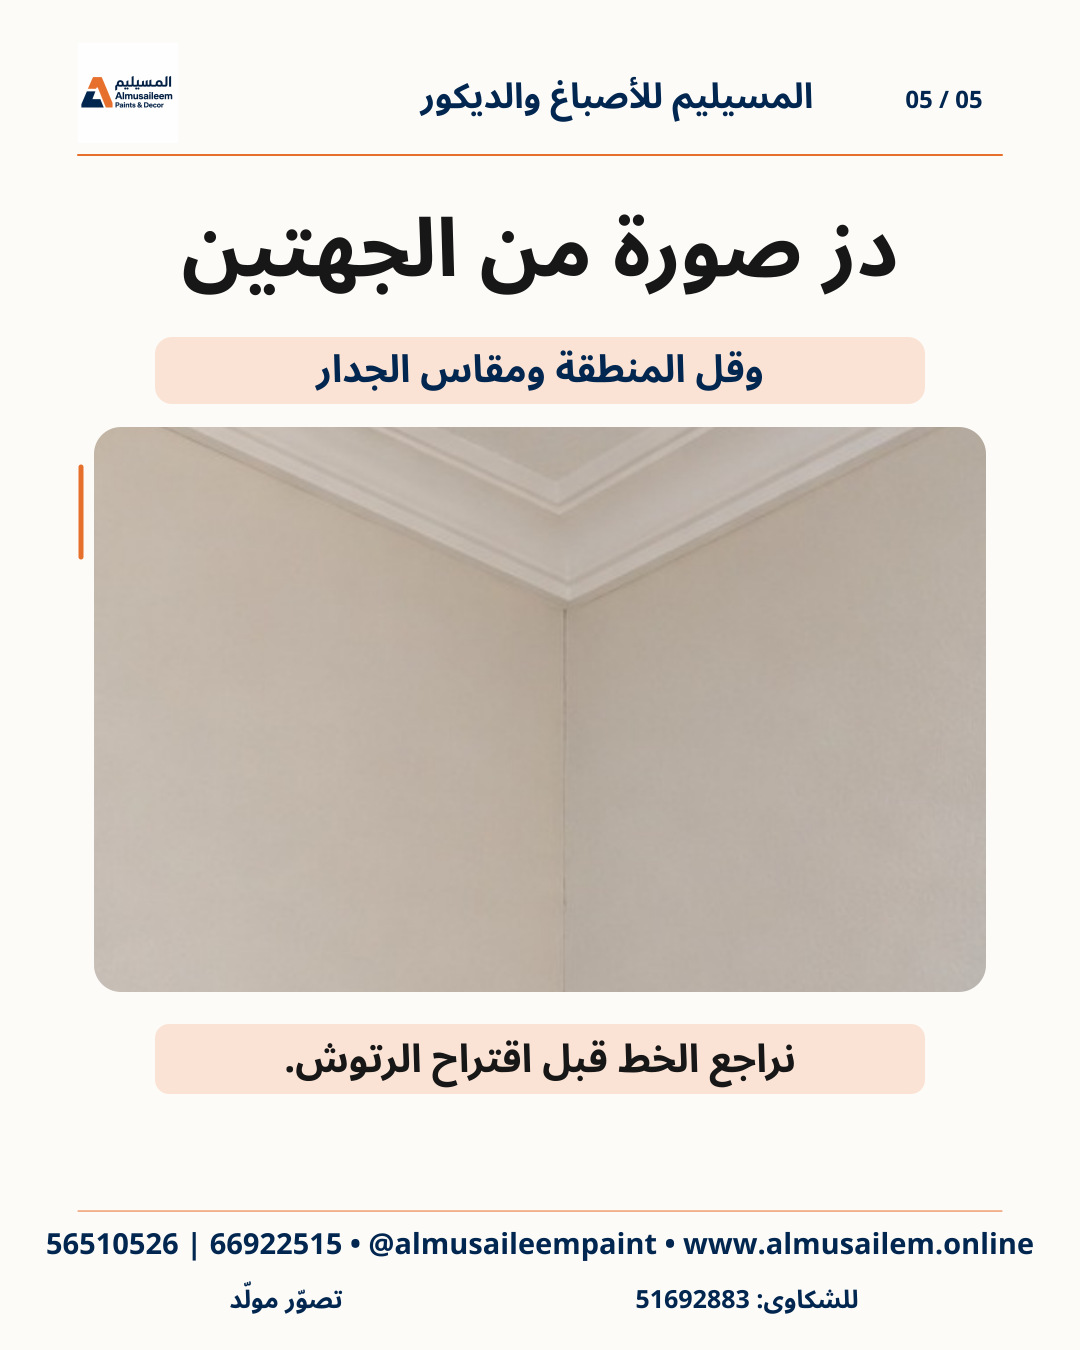 المسيليم للأصباغ والديكور
05 / 05
المسيليم
Almusaileem
Paints & Decor
دز صورة من الجهتين
وقل المنطقة ومقاس الجدار
نراجع الخط قبل اقتراح الرتوش.
56510526 | 66922515 • @almusaileempaint • www.almusailem.online
للشكاوى: 51692883
تصوّر مولّد